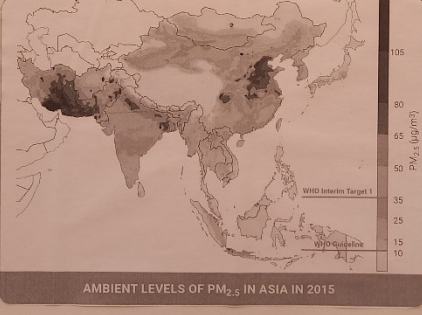 105
80
65
50
WHO Interim Target 1
35
25
WHO Guideline
15
10
PM2.5 (µg/m³)
AMBIENT LEVELS OF PM2.5 IN ASIA IN 2015